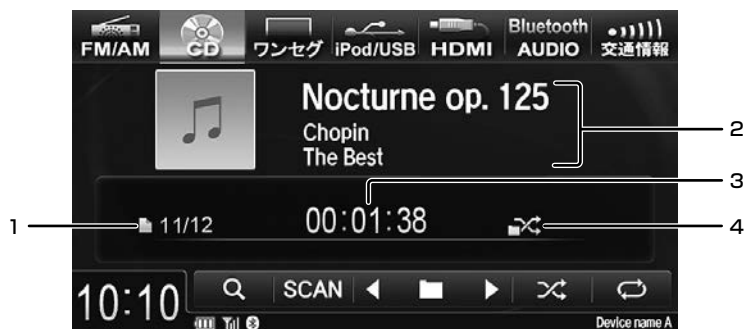 FM/AM
CD
ワンセグ
iPod/USB
HDMI
Bluetooth
AUDIO
交通情報
Nocturne op. 125
Chopin
The Best
2
3
1
11/12
00:01:38
4
10:10
SCAN
Device name A